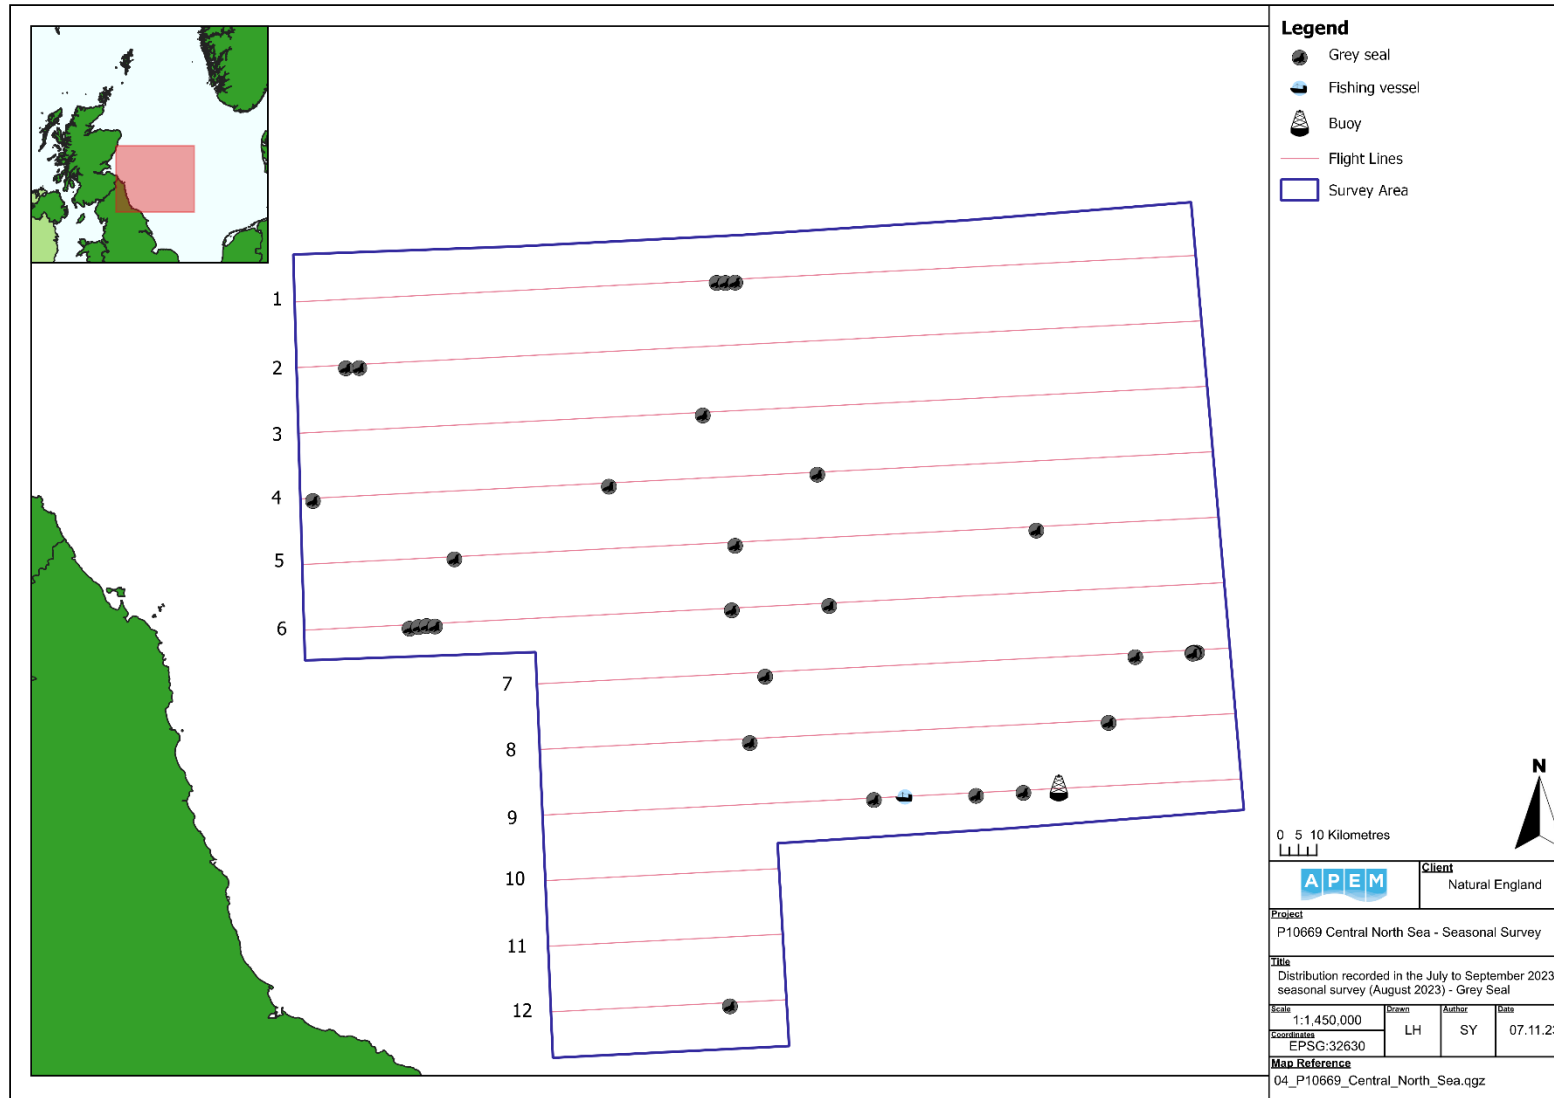 Legend
Grey seal
Fishing vessel
Buoy
Flight Lines
Survey Area
1
2
3
4
5
6
7
8
9
10
11
12
N
0 5 10 Kilometres
APEM
Client
Natural England
Project
P10669 Central North Sea - Seasonal Survey
Title
Distribution recorded in the July to September 2023
seasonal survey (August 2023) - Grey Seal
Scale
1:1,450,000
Coordinates
EPSG:32630
Drawn
LH
Author
SY
Date
07.11.23
Map Reference
04_P10669_Central_North_Sea.qgz